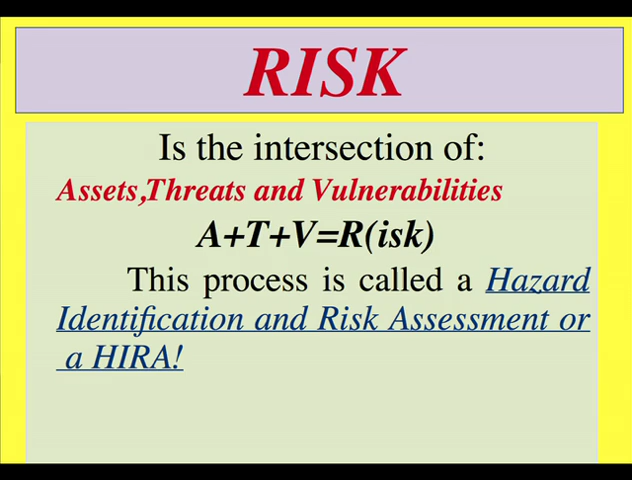 RISK
Is the intersection of:
Assets,Threats and Vulnerabilities
A+T+V=R(isk)
This process is called a Hazard
Identification and Risk Assessment or
a HIRA!